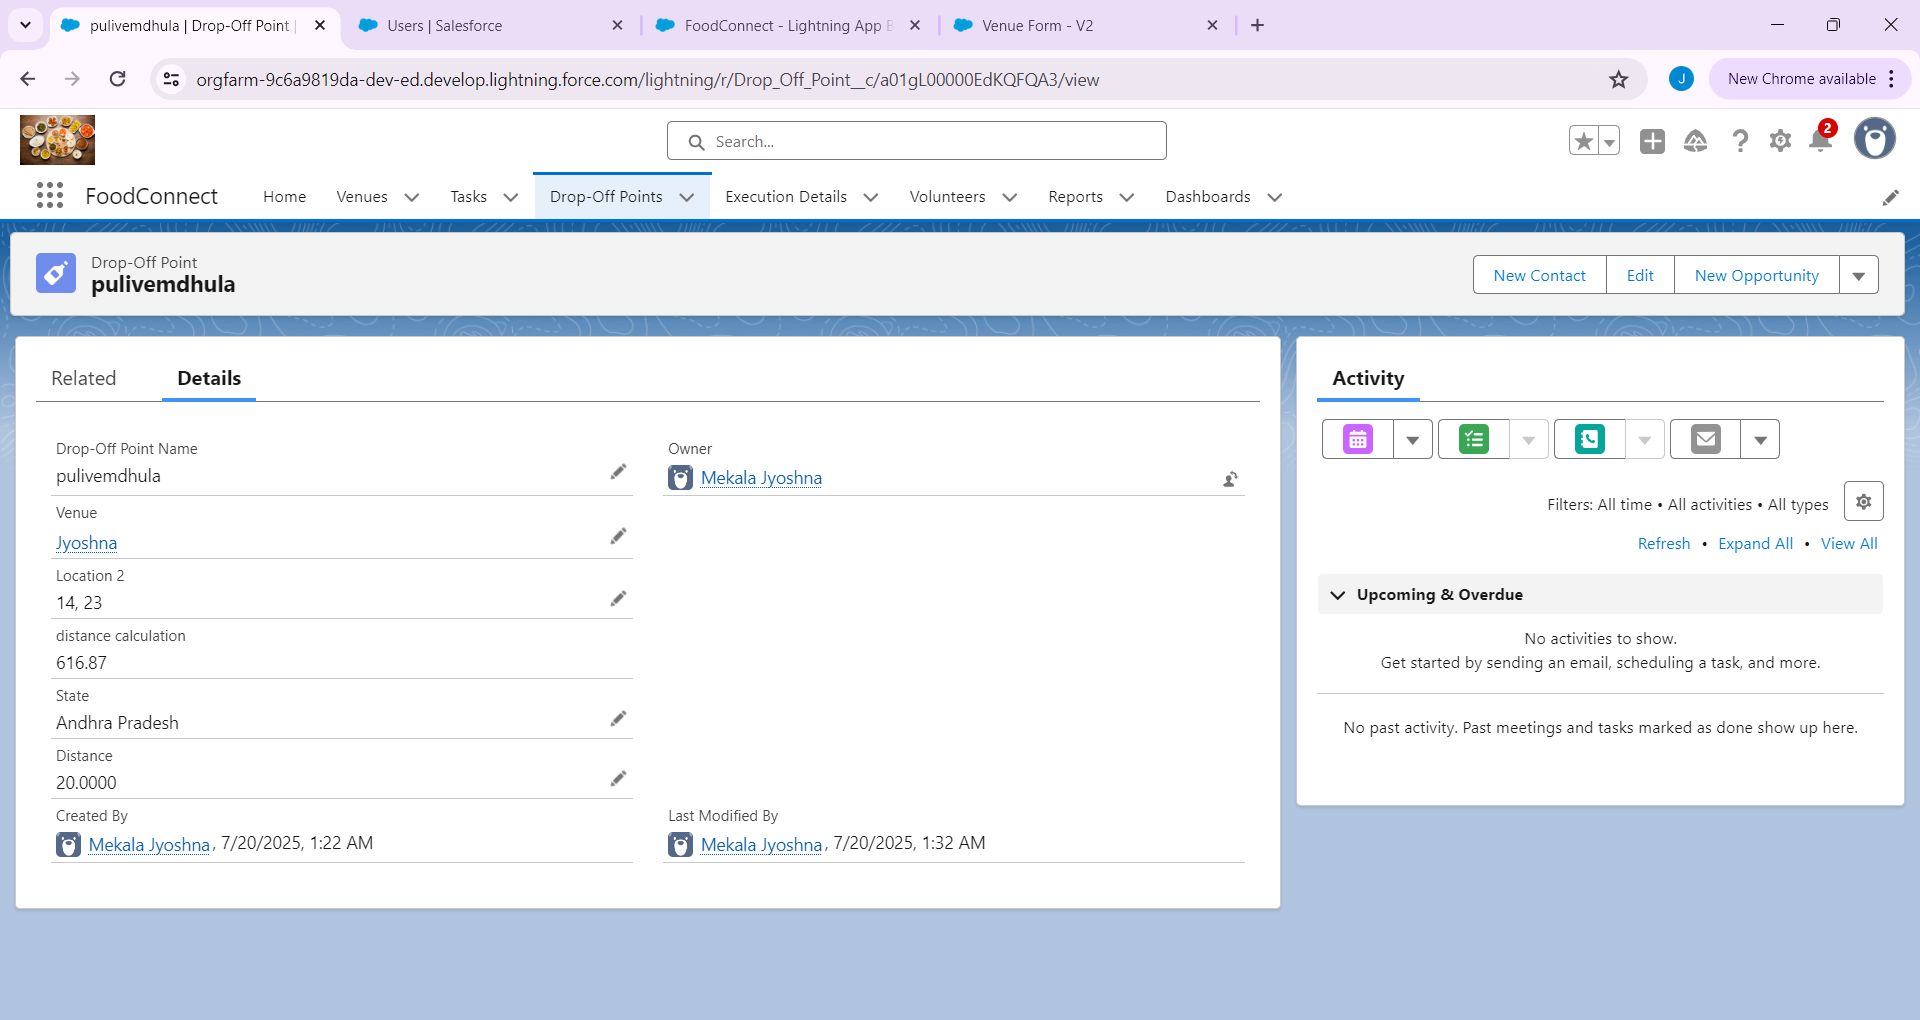 pulivemdhula | Drop-Off Point |
Users | Salesforce
FoodConnect - Lightning App B
Venue Form - V2
orgfarm-9c6a9819da-dev-ed.develop.lightning.force.com/lightning/r/Drop_Off_Point__c/a01gL00000EdKQFQA3/view
J
New Chrome available
Search...
2
FoodConnect
Home
Venues
Tasks
Drop-Off Points
Execution Details
Volunteers
Reports
Dashboards
Drop-Off Point
pulivemdhula
New Contact
Edit
New Opportunity
Related
Details
Drop-Off Point Name
pulivemdhula
Owner
Mekala Jyoshna
Venue
Jyoshna
Location 2
14, 23
distance calculation
616.87
State
Andhra Pradesh
Distance
20.0000
Created By
Mekala Jyoshna, 7/20/2025, 1:22 AM
Last Modified By
Mekala Jyoshna, 7/20/2025, 1:32 AM
Activity
Filters: All time • All activities • All types
Refresh • Expand All • View All
Upcoming & Overdue
No activities to show.
Get started by sending an email, scheduling a task, and more.
No past activity. Past meetings and tasks marked as done show up here.